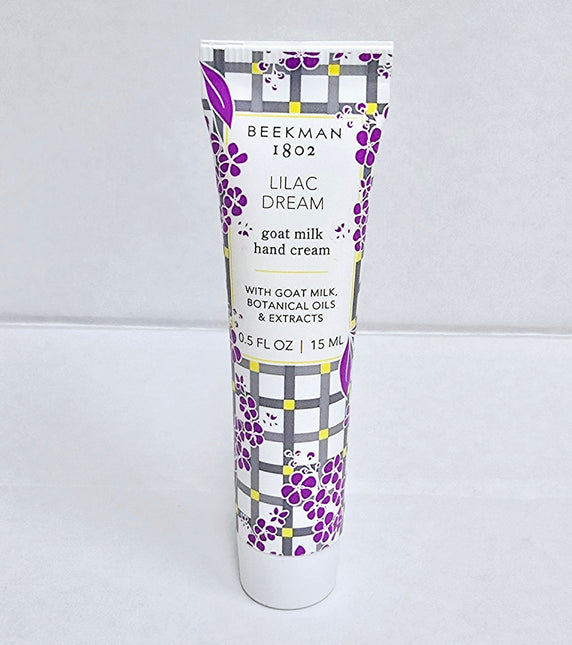 BEEKMAN
1802
LILAC
DREAM
goat milk
hand cream
WITH GOAT MILK,
BOTANICAL OILS
& EXTRACTS
0.5 FL OZ | 15 ML